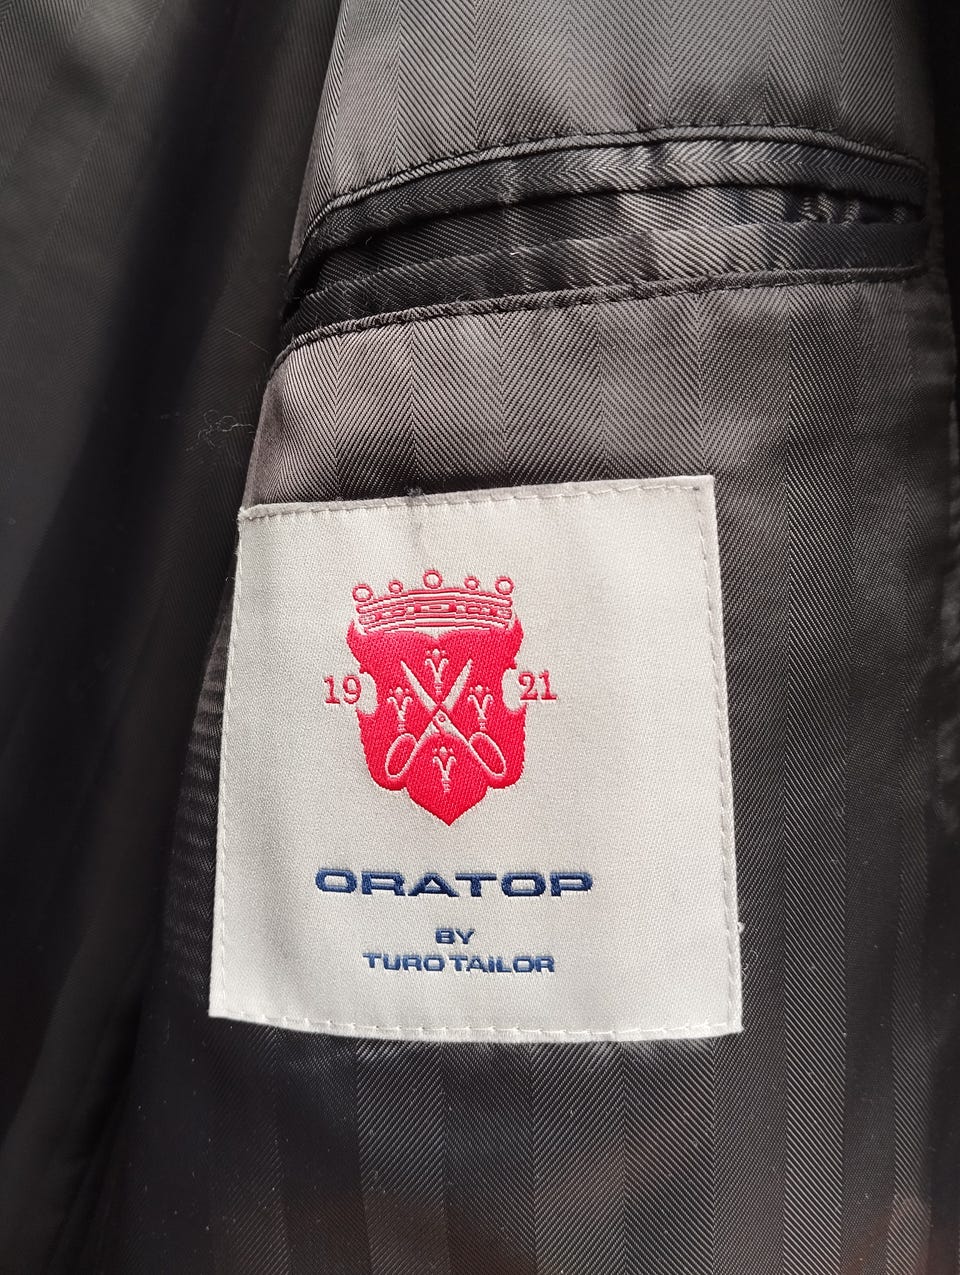 19 21
ORATOP
BY
TURO TAILOR